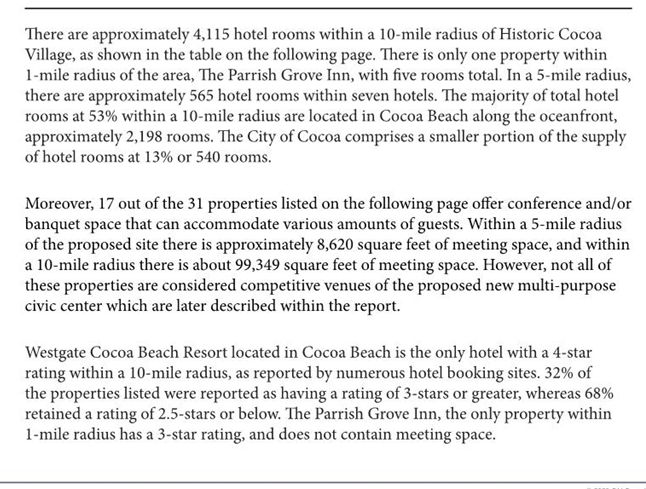 There are approximately 4,115 hotel rooms within a 10-mile radius of Historic Cocoa
Village, as shown in the table on the following page. There is only one property within
1-mile radius of the area, The Parrish Grove Inn, with five rooms total. In a 5-mile radius,
there are approximately 565 hotel rooms within seven hotels. The majority of total hotel
rooms at 53% within a 10-mile radius are located in Cocoa Beach along the oceanfront,
approximately 2,198 rooms. The City of Cocoa comprises a smaller portion of the supply
of hotel rooms at 13% or 540 rooms.
Moreover, 17 out of the 31 properties listed on the following page offer conference and/or
banquet space that can accommodate various amounts of guests. Within a 5-mile radius
of the proposed site there is approximately 8,620 square feet of meeting space, and within
a 10-mile radius there is about 99,349 square feet of meeting space. However, not all of
these properties are considered competitive venues of the proposed new multi-purpose
civic center which are later described within the report.
Westgate Cocoa Beach Resort located in Cocoa Beach is the only hotel with a 4-star
rating within a 10-mile radius, as reported by numerous hotel booking sites. 32% of
the properties listed were reported as having a rating of 3-stars or greater, whereas 68%
retained a rating of 2.5-stars or below. The Parrish Grove Inn, the only property within
1-mile radius has a 3-star rating, and does not contain meeting space.